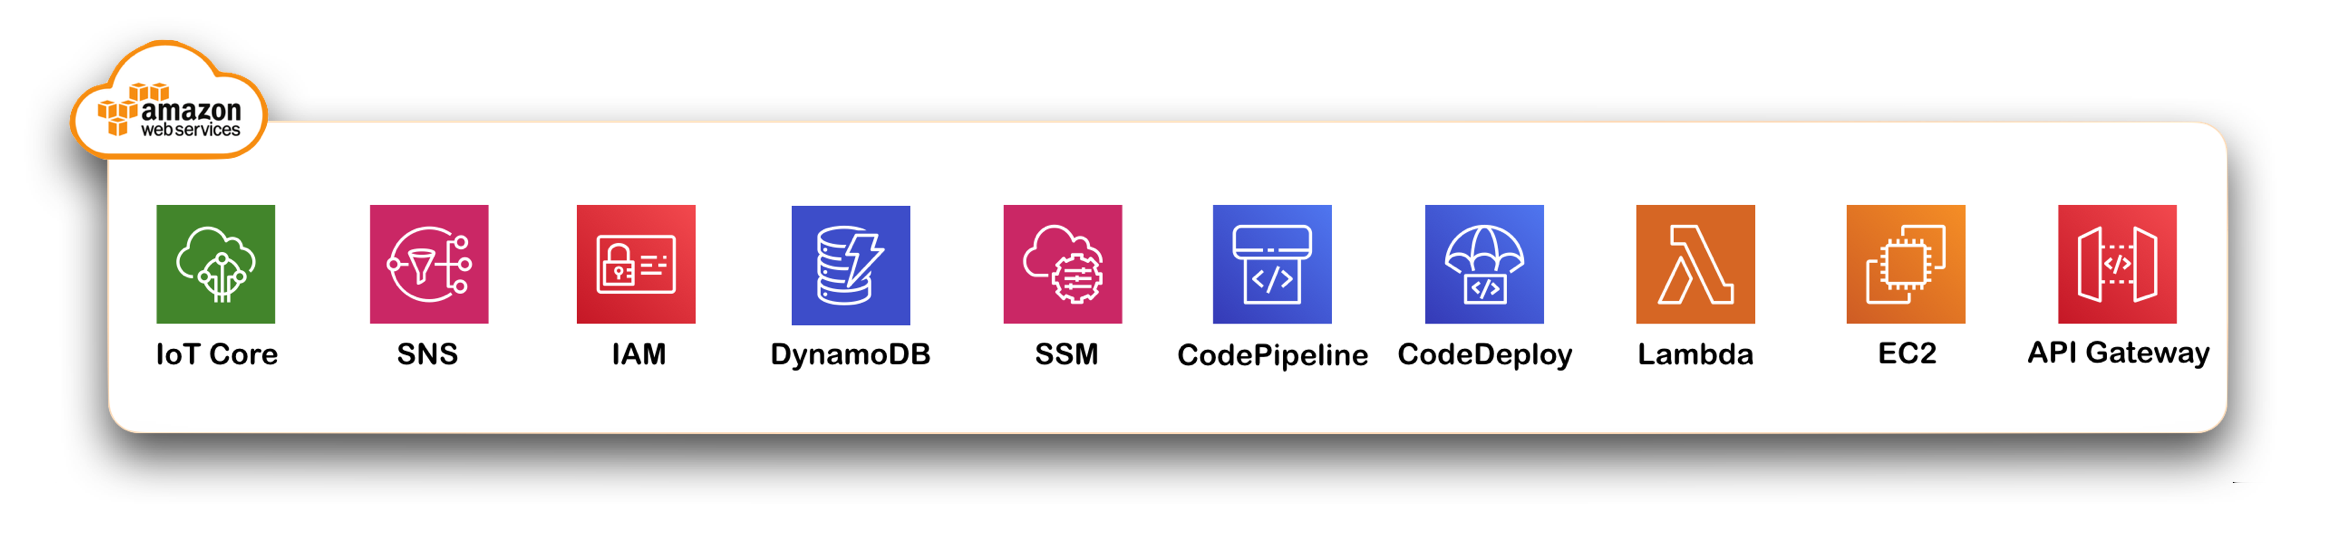 amazon
web services
IoT Core
SNS
IAM
DynamoDB
SSM
CodePipeline
CodeDeploy
Lambda
EC2
API Gateway